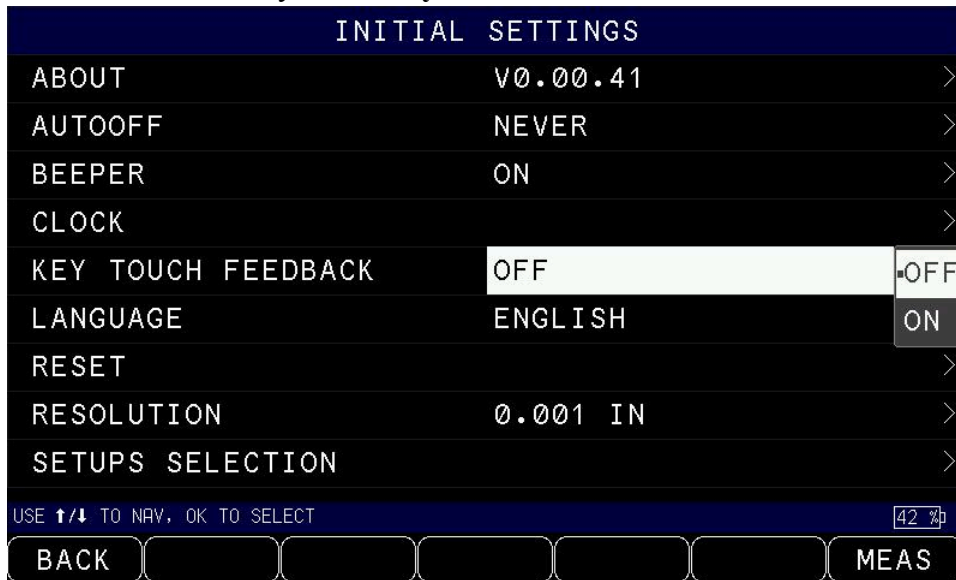 INITIAL SETTINGS
ABOUT V0.00.41 >
AUTOOFF NEVER >
BEEPER ON >
CLOCK >
KEY TOUCH FEEDBACK OFF ▪OFF
LANGUAGE ENGLISH ON
RESET >
RESOLUTION 0.001 IN >
SETUPS SELECTION >
USE ↑/↓ TO NAV, OK TO SELECT 42 %
BACK MEAS